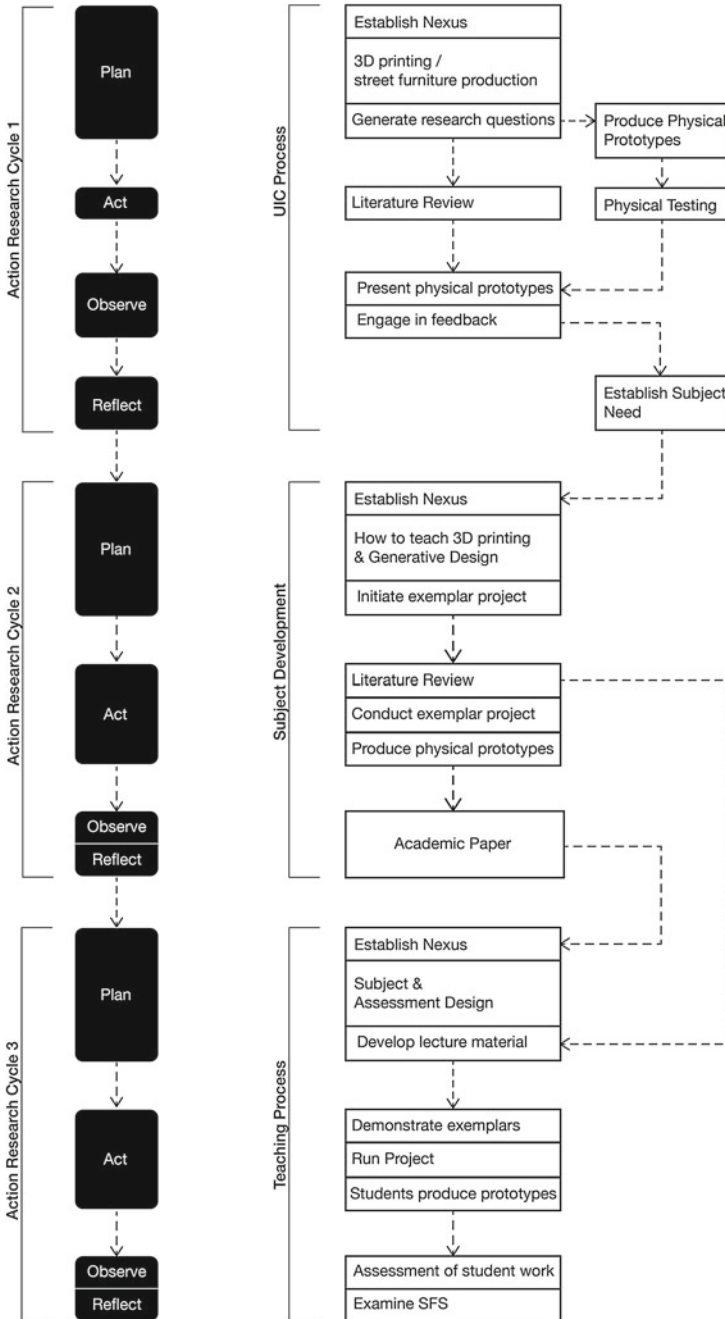 Action Research Cycle 1
Plan
Act
Observe
Reflect
UIC Process
Establish Nexus
3D printing /
street furniture production
Generate research questions
Produce Physical
Prototypes
Literature Review
Physical Testing
Present physical prototypes
Engage in feedback
Establish Subject
Need
Action Research Cycle 2
Plan
Act
Observe
Reflect
Subject Development
Establish Nexus
How to teach 3D printing
& Generative Design
Initiate exemplar project
Literature Review
Conduct exemplar project
Produce physical prototypes
Academic Paper
Action Research Cycle 3
Plan
Act
Observe
Reflect
Teaching Process
Establish Nexus
Subject &
Assessment Design
Develop lecture material
Demonstrate exemplars
Run Project
Students produce prototypes
Assessment of student work
Examine SFS